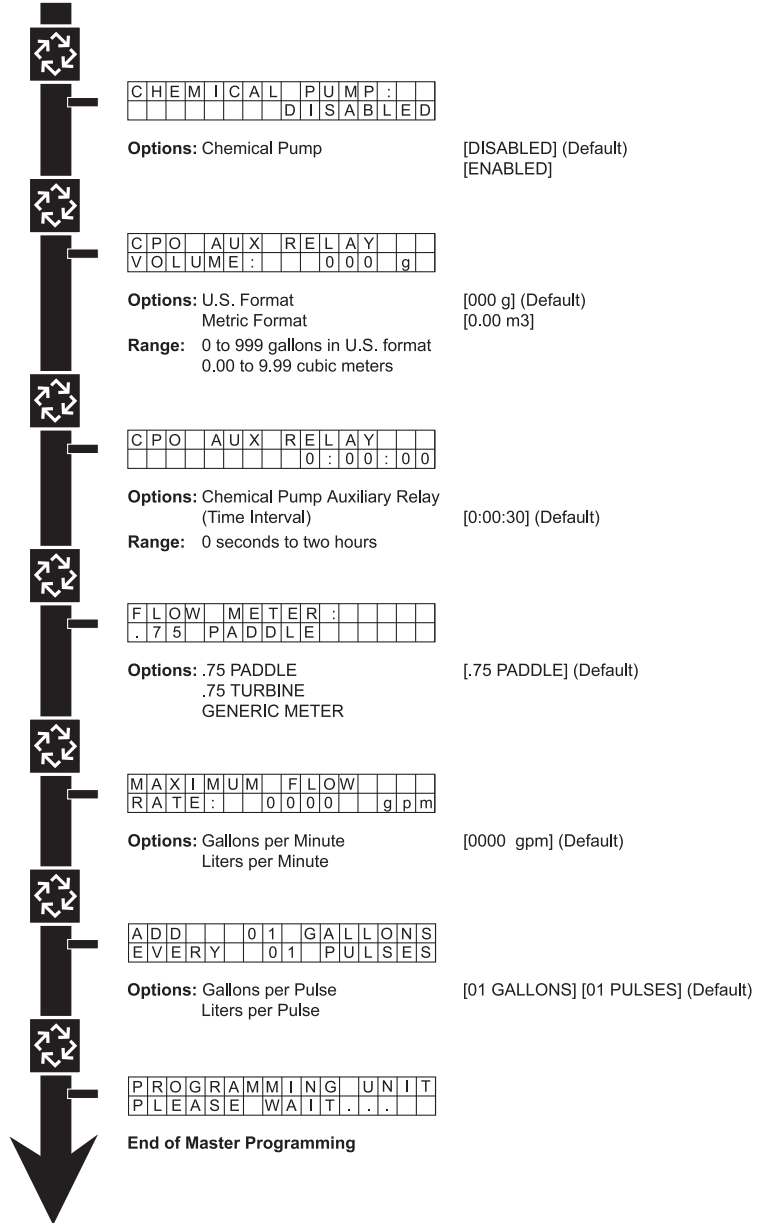 CHEMICAL PUMP:
DISABLED
Options: Chemical Pump [DISABLED] (Default)
[ENABLED]
CPO AUX RELAY
VOLUME: 000 g
Options: U.S. Format [000 g] (Default)
Metric Format [0.00 m3]
Range: 0 to 999 gallons in U.S. format
0.00 to 9.99 cubic meters
CPO AUX RELAY
0:00:00
Options: Chemical Pump Auxiliary Relay
(Time Interval) [0:00:30] (Default)
Range: 0 seconds to two hours
FLOW METER:
.75 PADDLE
Options: .75 PADDLE [.75 PADDLE] (Default)
.75 TURBINE
GENERIC METER
MAXIMUM FLOW
RATE: 0000 gpm
Options: Gallons per Minute [0000 gpm] (Default)
Liters per Minute
ADD 01 GALLONS
EVERY 01 PULSES
Options: Gallons per Pulse [01 GALLONS] [01 PULSES] (Default)
Liters per Pulse
PROGRAMMING UNIT
PLEASE WAIT...
End of Master Programming